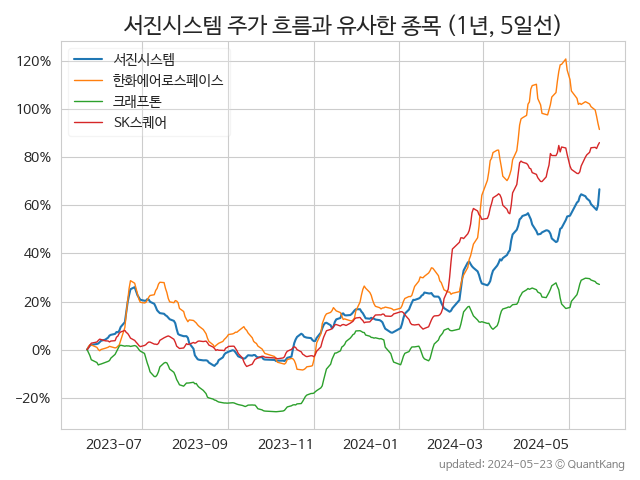 서진시스템 주가 흐름과 유사한 종목 (1년, 5일선)
서진시스템
한화에어로스페이스
크래프톤
SK스퀘어
120%
100%
80%
60%
40%
20%
0%
−20%
2023-07 2023-09 2023-11 2024-01 2024-03 2024-05
updated: 2024-05-23 © QuantKang